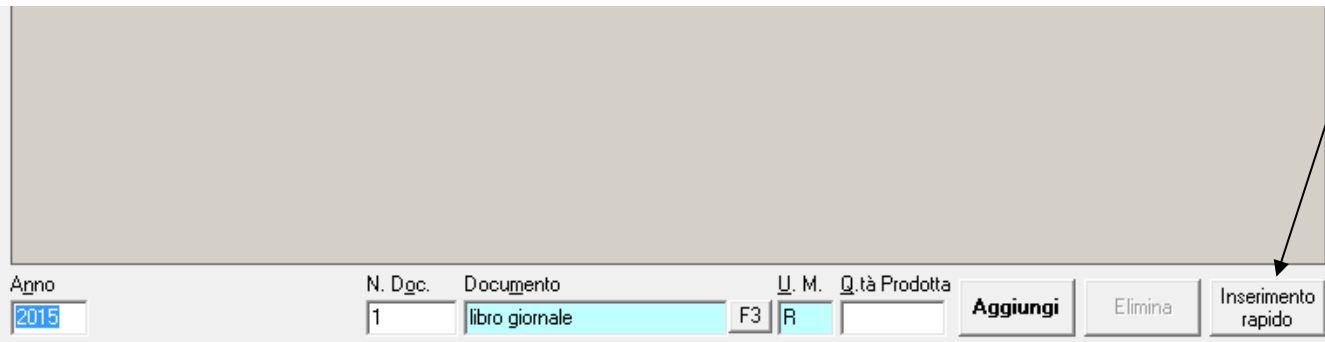 Anno N. Doc. Documento U. M. Q.tà Prodotta
2015 1 libro giornale F3 R Aggiungi Elimina Inserimento
rapido